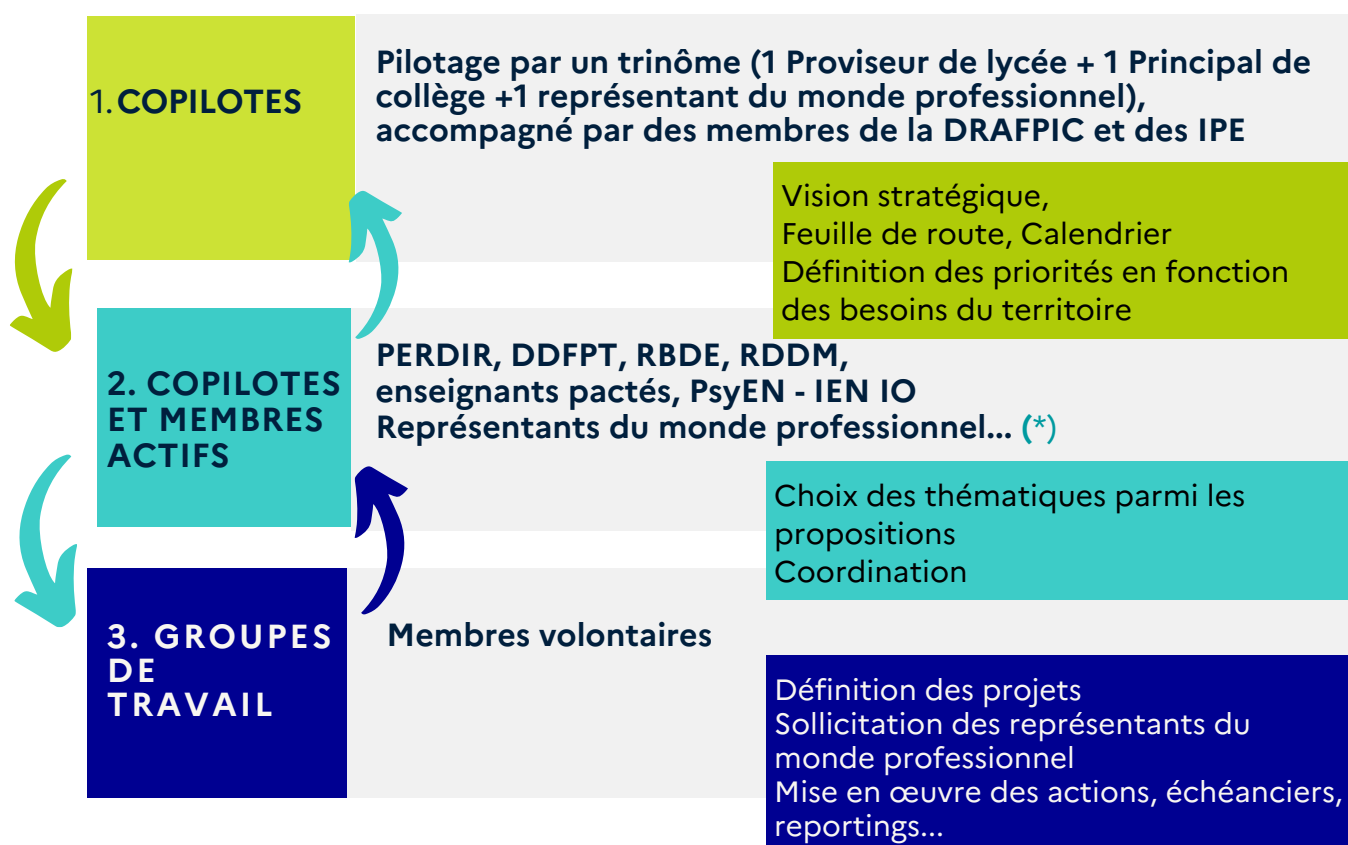 1.COPILOTES
Pilotage par un trinôme (1 Proviseur de lycée + 1 Principal de
collège +1 représentant du monde professionnel),
accompagné par des membres de la DRAFPIC et des IPE
Vision stratégique,
Feuille de route, Calendrier
Définition des priorités en fonction
des besoins du territoire
2. COPILOTES
ET MEMBRES
ACTIFS
PERDIR, DDFPT, RBDE, RDDM,
enseignants pactés, PsyEN - IEN IO
Représentants du monde professionnel... (*)
Choix des thématiques parmi les
propositions
Coordination
3. GROUPES
DE
TRAVAIL
Membres volontaires
Définition des projets
Sollicitation des représentants du
monde professionnel
Mise en œuvre des actions, échéanciers,
reportings...